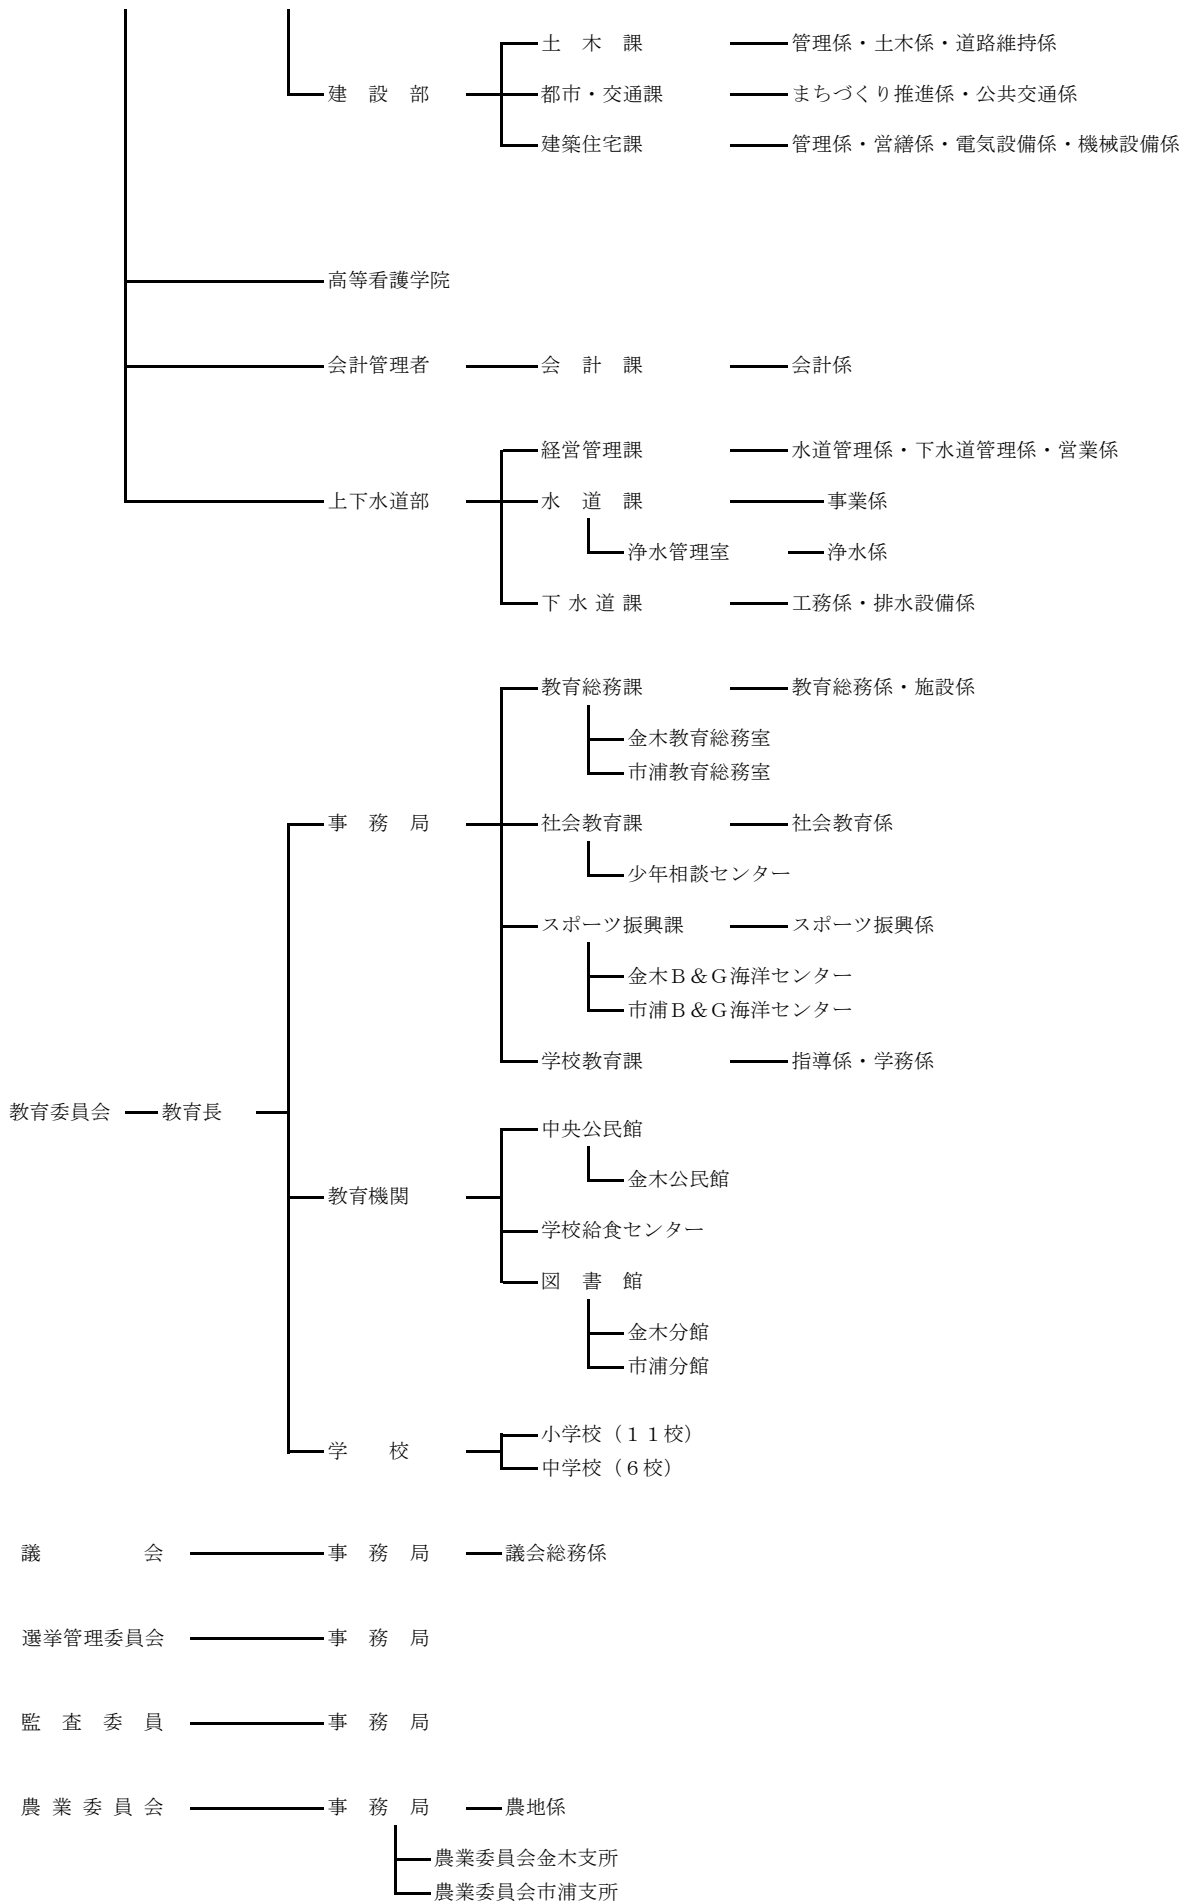 土　木　課　管理係・土木係・道路維持係
建　設　部　都市・交通課　まちづくり推進係・公共交通係
建築住宅課　管理係・営繕係・電気設備係・機械設備係
高等看護学院
会計管理者　会　計　課　会計係
経営管理課　水道管理係・下水道管理係・営業係
上下水道部　水　道　課　事業係
浄水管理室　浄水係
下 水 道 課　工務係・排水設備係
教育総務課　教育総務係・施設係
金木教育総務室
市浦教育総務室
事　務　局　社会教育課　社会教育係
少年相談センター
スポーツ振興課　スポーツ振興係
金木Ｂ＆Ｇ海洋センター
市浦Ｂ＆Ｇ海洋センター
学校教育課　指導係・学務係
教育委員会　教育長
中央公民館
金木公民館
教育機関
学校給食センター
図　書　館
金木分館
市浦分館
小学校（１１校）
学　　校
中学校（６校）
議　　　　　会　事　務　局　議会総務係
選挙管理委員会　事　務　局
監　査　委　員　事　務　局
農 業 委 員 会　事　務　局　農地係
農業委員会金木支所
農業委員会市浦支所